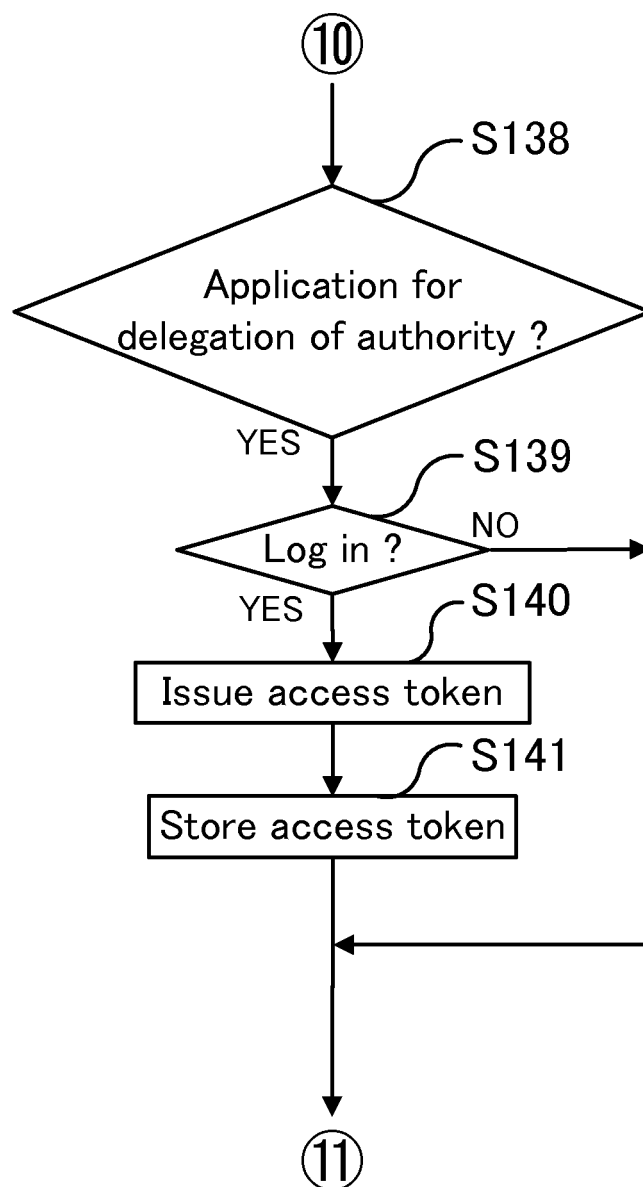 ⑩
S138
Application for
delegation of authority ?
YES
S139
Log in ?
NO
YES
S140
Issue access token
S141
Store access token
⑪